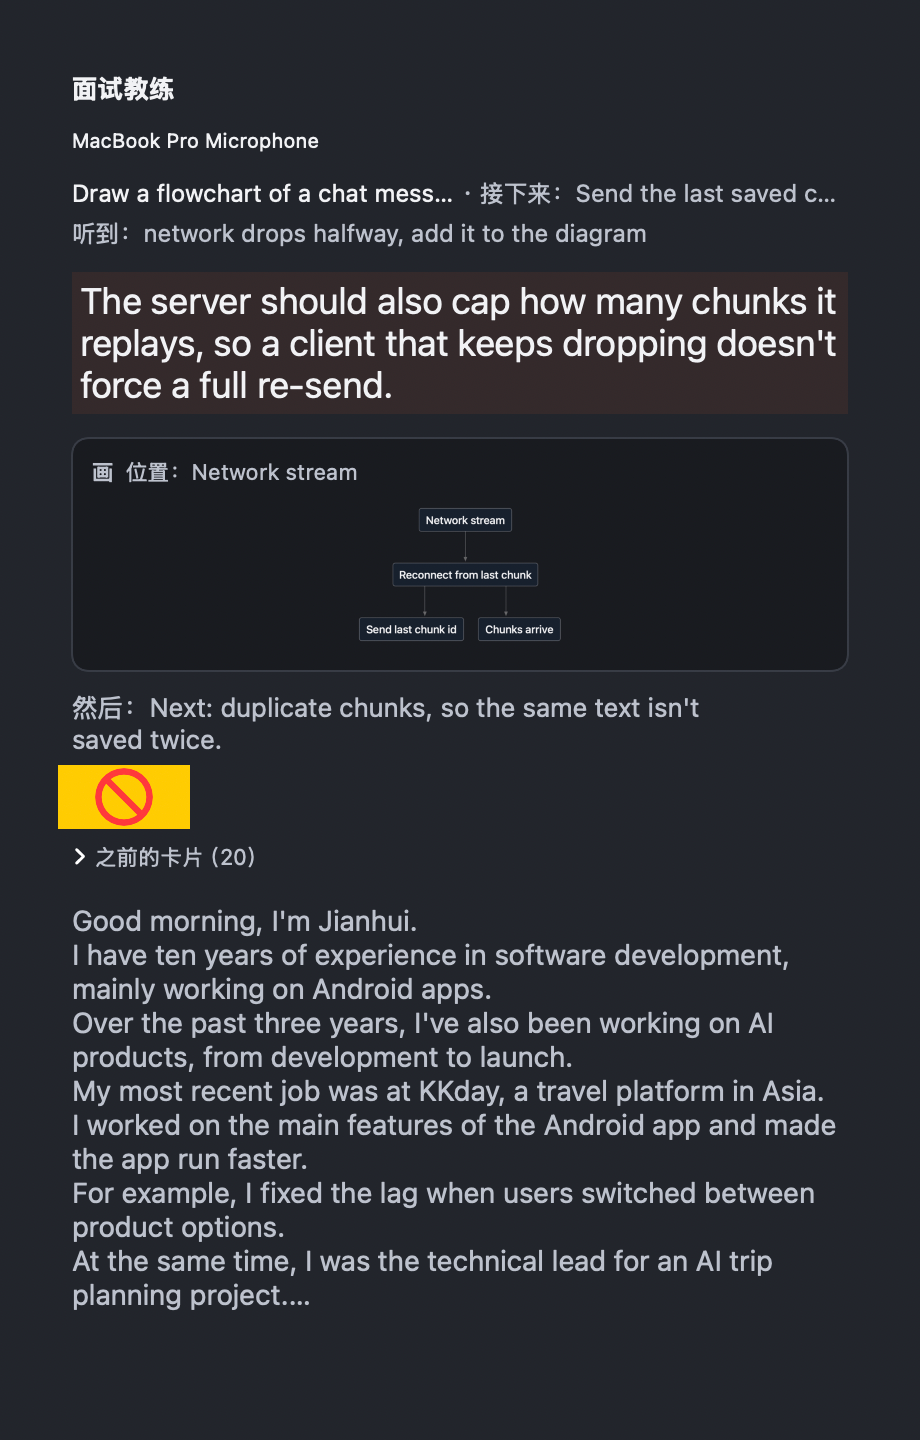 面试教练
MacBook Pro Microphone
Draw a flowchart of a chat mess... · 接下来：Send the last saved c...
听到：network drops halfway, add it to the diagram
The server should also cap how many chunks it
replays, so a client that keeps dropping doesn't
force a full re-send.
画 位置：Network stream
Network stream
Reconnect from last chunk
Send last chunk id
Chunks arrive
然后：Next: duplicate chunks, so the same text isn't
saved twice.
之前的卡片 (20)
Good morning, I'm Jianhui.
I have ten years of experience in software development,
mainly working on Android apps.
Over the past three years, I've also been working on AI
products, from development to launch.
My most recent job was at KKday, a travel platform in Asia.
I worked on the main features of the Android app and made
the app run faster.
For example, I fixed the lag when users switched between
product options.
At the same time, I was the technical lead for an AI trip
planning project....